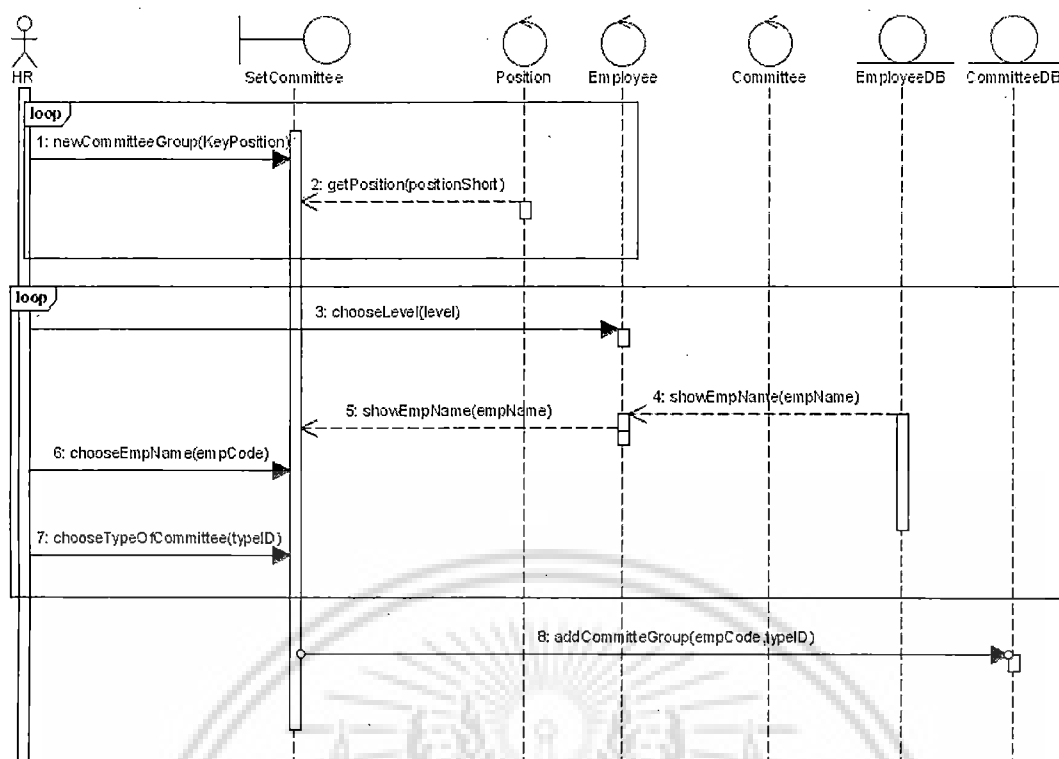 HR
SetCommittee
Position
Employee
Committee
EmployeeDB
CommitteeDB
loop
1: newCommitteeGroup(KeyPosition)
2: getPosition(positionShort)
loop
3: chooseLevel(level)
4: showEmpName(empName)
5: showEmpName(empName)
6: chooseEmpName(empCode)
7: chooseTypeOfCommittee(typeID)
8: addCommitteGroup(empCode,typeID)